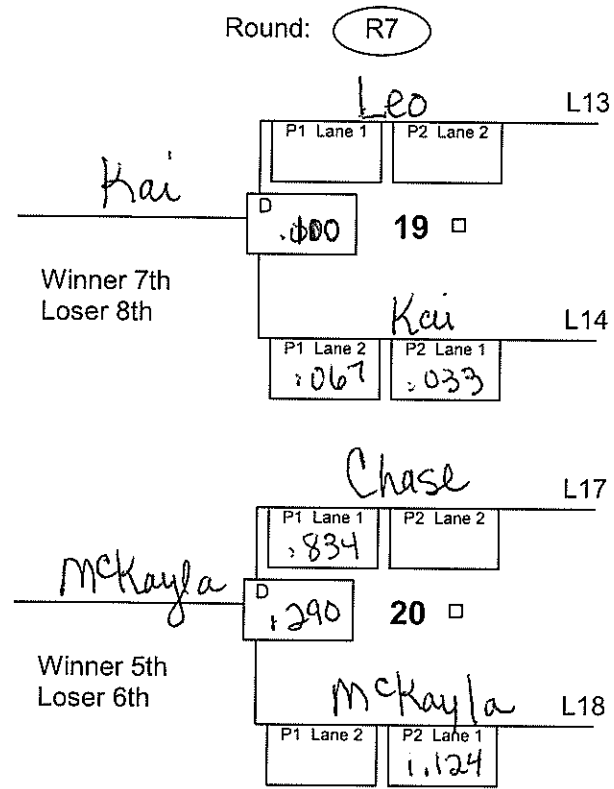 Round: R7
Leo L13
P1 Lane 1 P2 Lane 2
Kai
D .100 19
Winner 7th
Loser 8th
Kai L14
P1 Lane 2 P2 Lane 1
.067 .033
Chase L17
P1 Lane 1 P2 Lane 2
.834
McKayla
D .290 20
Winner 5th
Loser 6th
McKayla L18
P1 Lane 2 P2 Lane 1
1.124